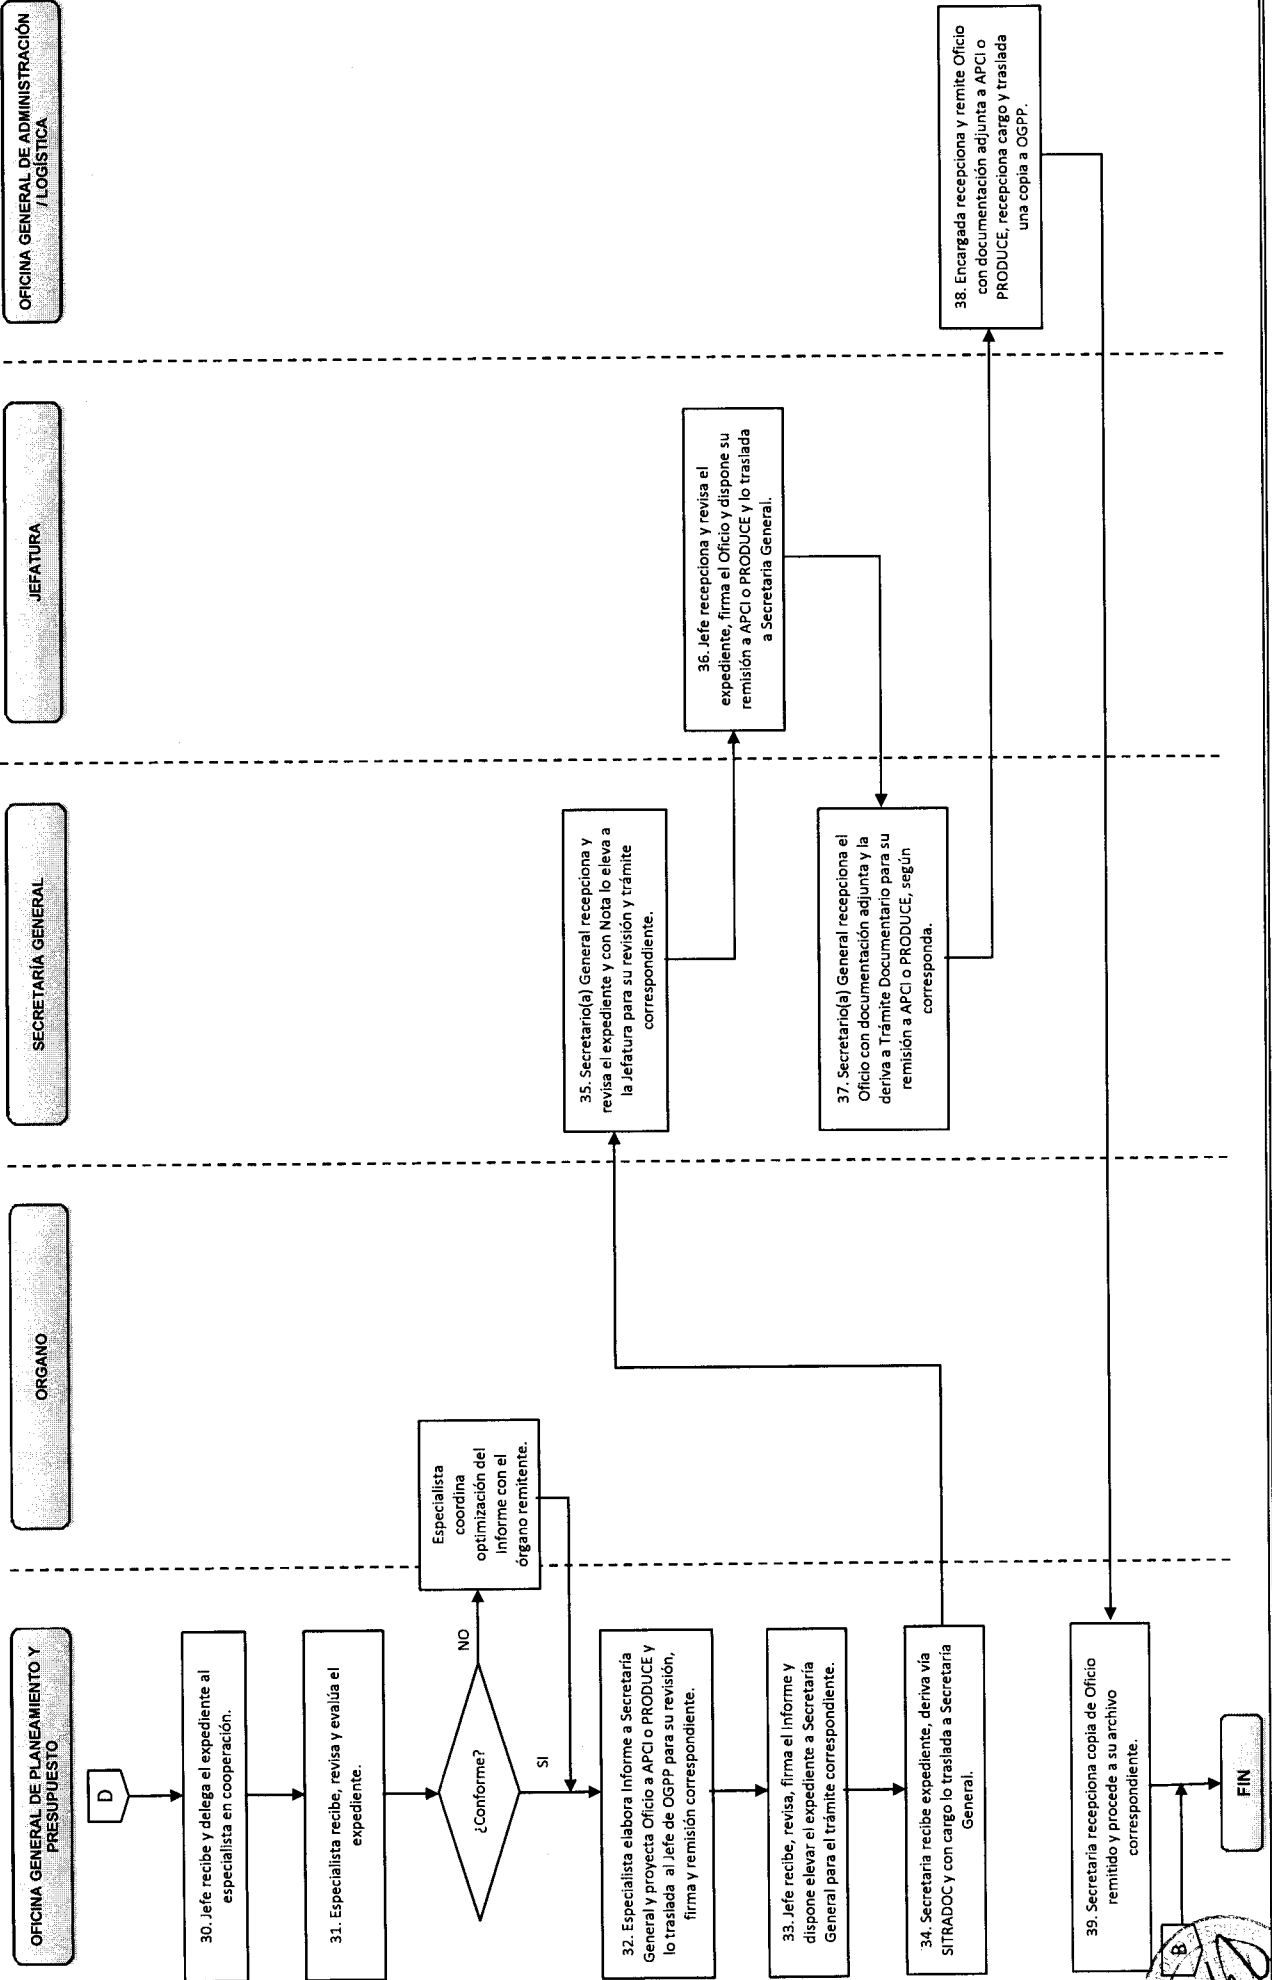 OFICINA GENERAL DE PLANEAMIENTO Y
PRESUPUESTO
ORGANO
SECRETARÍA GENERAL
JEFATURA
OFICINA GENERAL DE ADMINISTRACIÓN
/ LOGÍSTICA
D
30. Jefe recibe y delega el expediente al
especialista en cooperación.
31. Especialista recibe, revisa y evalúa el
expediente.
¿Conforme?
NO
SI
Especialista
coordina
optimización del
Informe con el
órgano remitente.
32. Especialista elabora Informe a Secretaría
General y proyecta Oficio a APCI o PRODUCE y
lo traslada al Jefe de OGPP para su revisión,
firma y remisión correspondiente.
33. Jefe recibe, revisa, firma el Informe y
dispone elevar el expediente a Secretaría
General para el trámite correspondiente.
34. Secretaria recibe expediente, deriva vía
SITRADOC y con cargo lo traslada a Secretaría
General.
35. Secretario(a) General recepciona y
revisa el expediente y con Nota lo eleva a
la Jefatura para su revisión y trámite
correspondiente.
36. Jefe recepciona y revisa el
expediente, firma el Oficio y dispone su
remisión a APCI o PRODUCE y lo traslada
a Secretaria General.
37. Secretario(a) General recepciona el
Oficio con documentación adjunta y la
deriva a Trámite Documentario para su
remisión a APCI o PRODUCE, según
corresponda.
38. Encargada recepciona y remite Oficio
con documentación adjunta a APCI o
PRODUCE, recepciona cargo y traslada
una copia a OGPP.
39. Secretaria recepciona copia de Oficio
remitido y procede a su archivo
correspondiente.
B
FIN